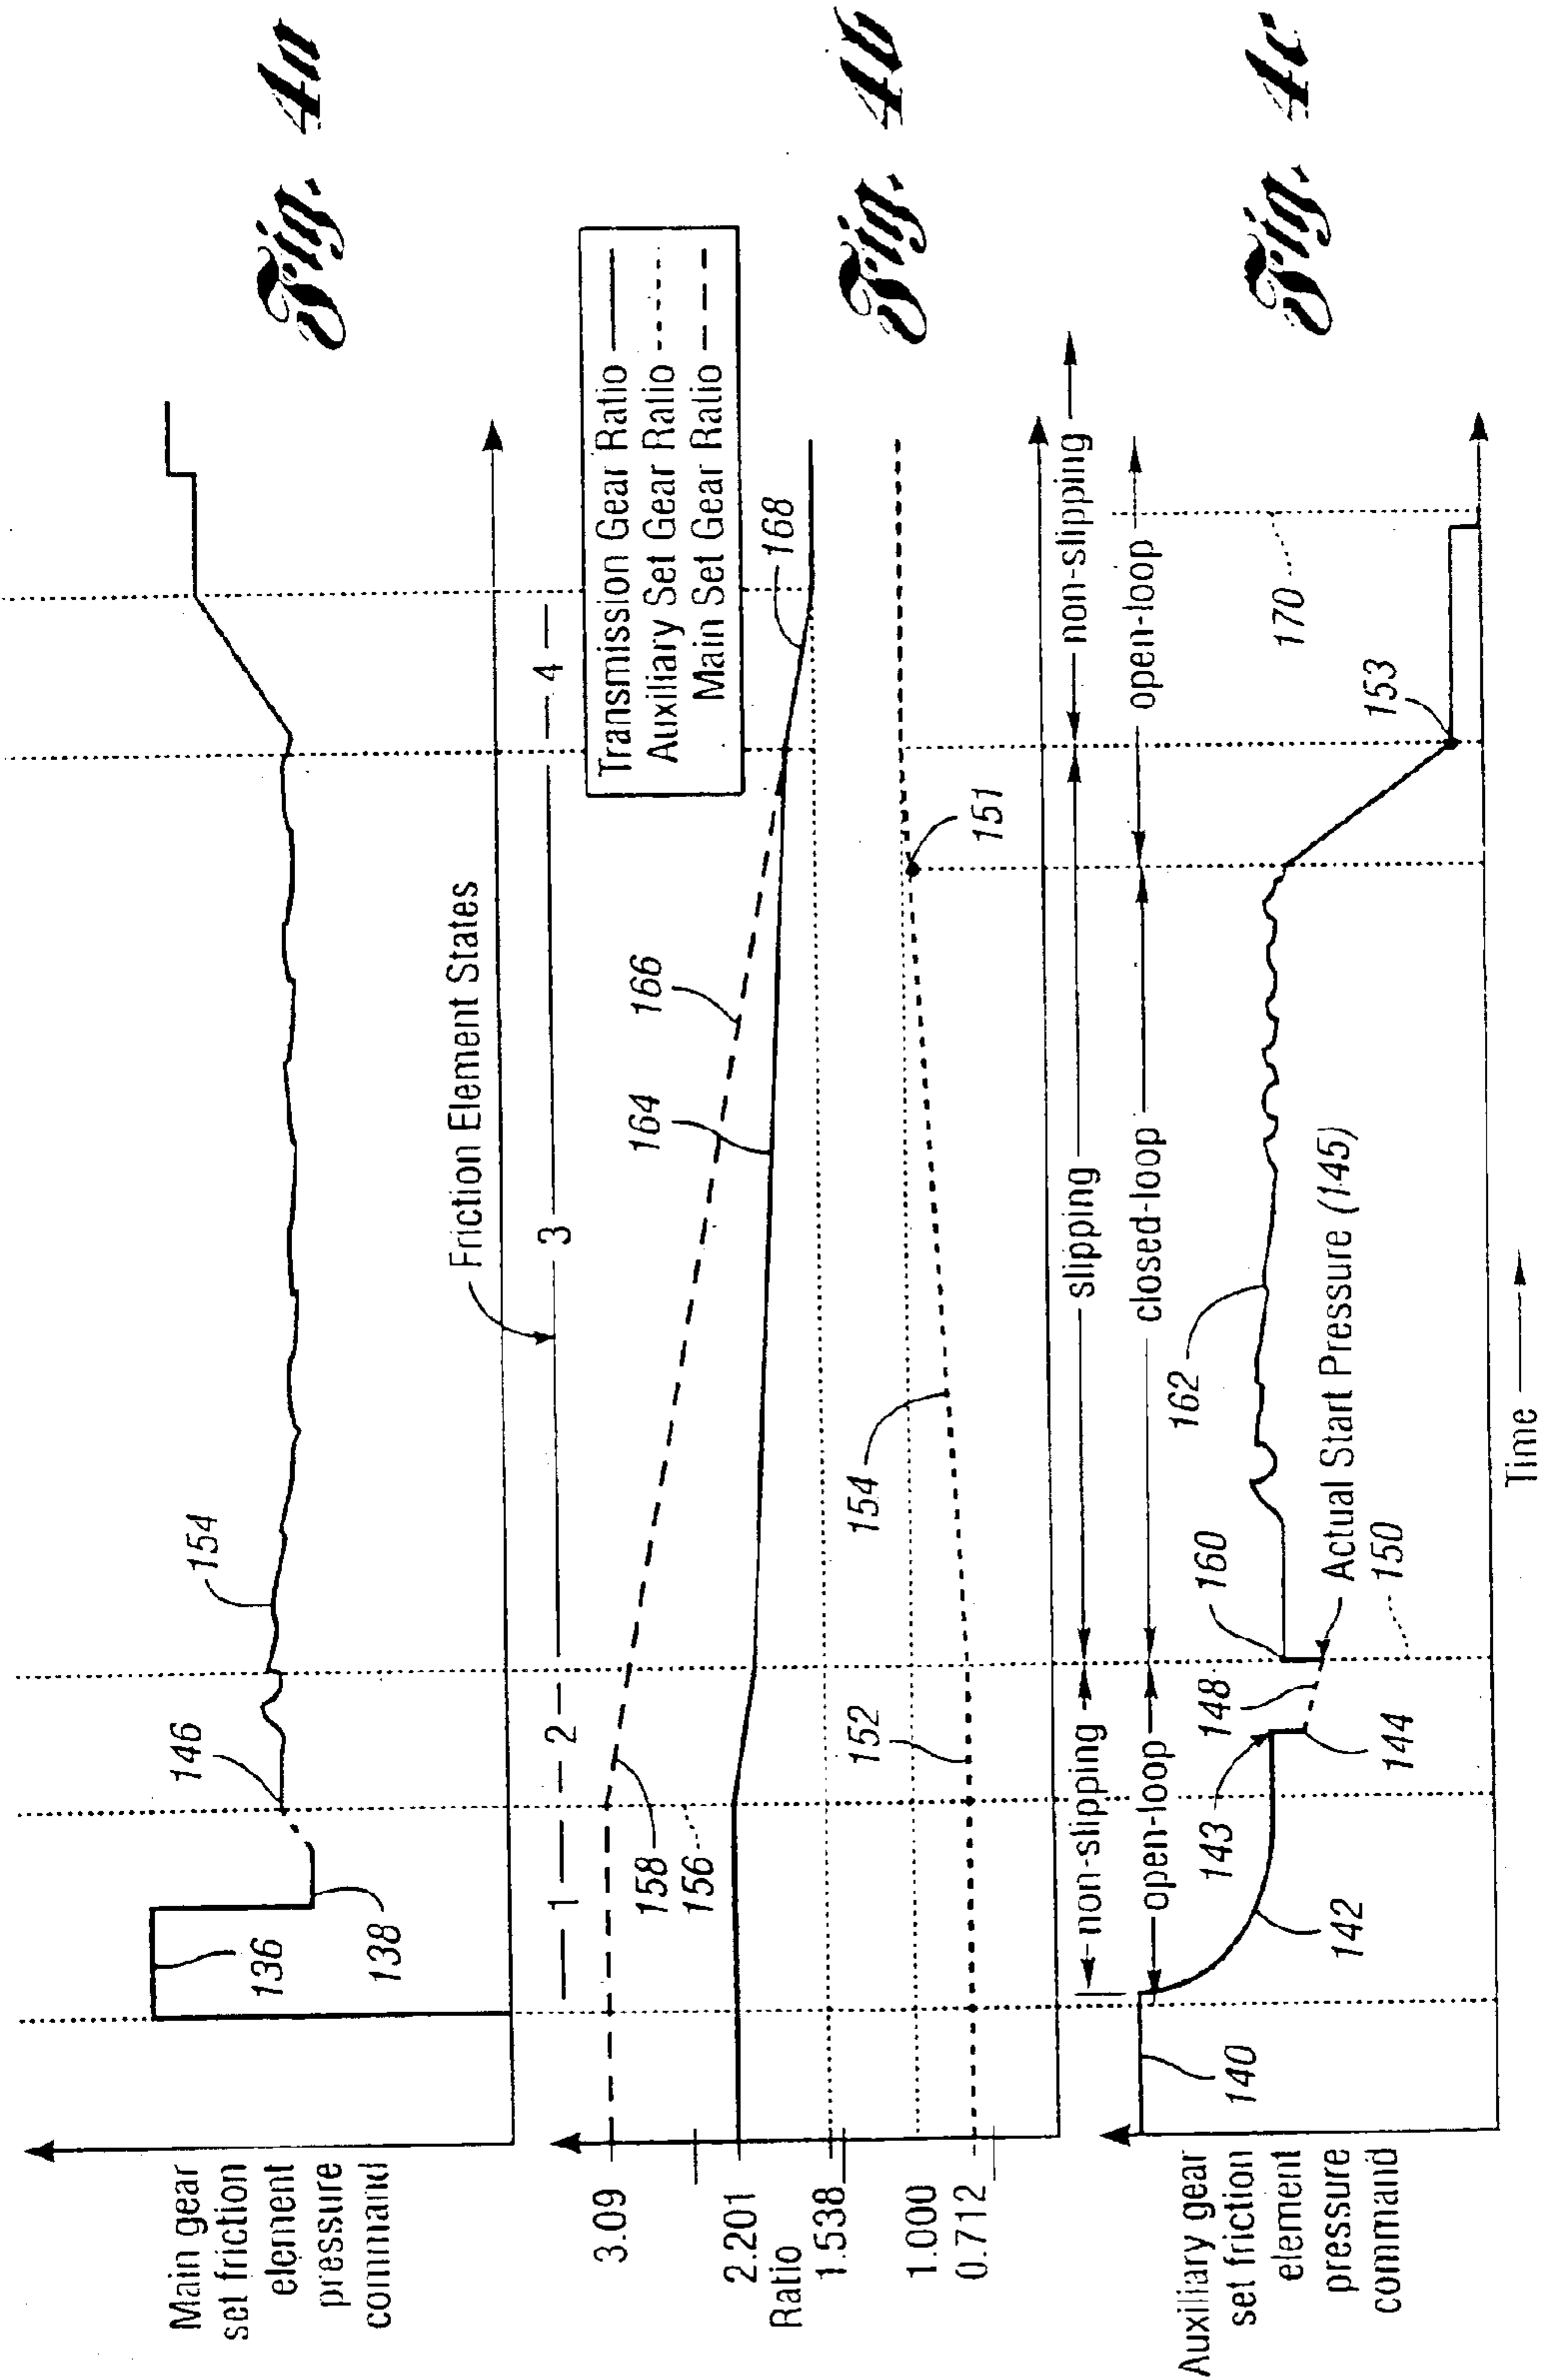 Fig. 4a
Main gear
set friction
element
pressure
command
136
138
146
154
Friction Element States
1
2
3
4
Fig. 4b
Transmission Gear Ratio
Auxiliary Set Gear Ratio
Main Set Gear Ratio
3.09
2.201
Ratio
1.538
1.000
0.712
158
156
152
154
164
166
168
151
non-slipping
slipping
non-slipping
open-loop
closed-loop
open-loop
Fig. 4c
Auxiliary gear
set friction
element
pressure
command
140
142
143
144
148
160
Actual Start Pressure (145)
150
162
153
170
Time